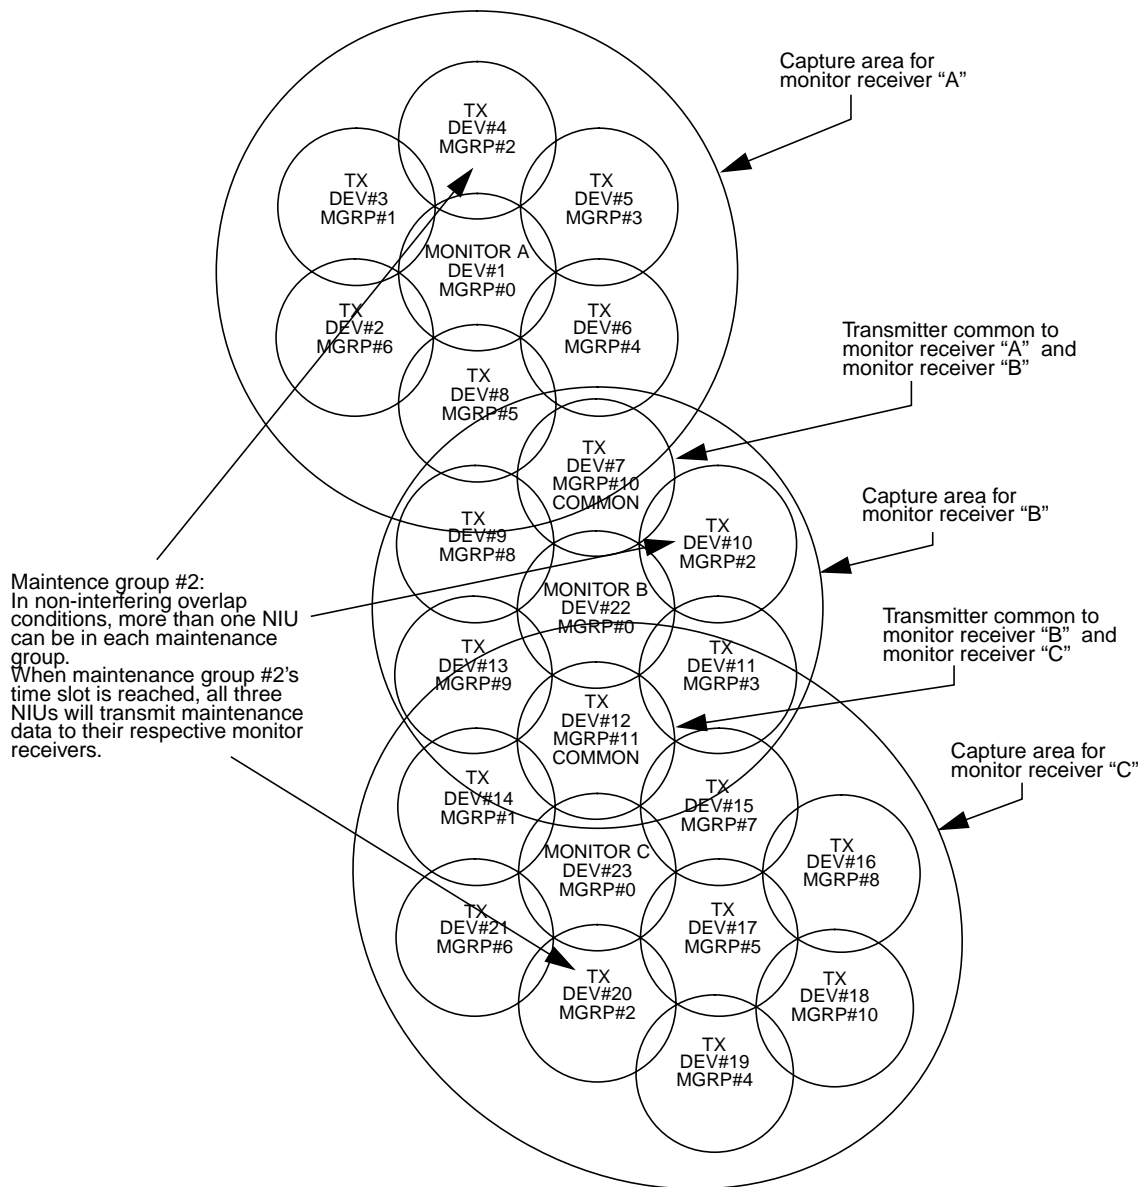 Capture area for
monitor receiver “A”
TX
DEV#4
MGRP#2
TX
DEV#3
MGRP#1
TX
DEV#5
MGRP#3
MONITOR A
DEV#1
MGRP#0
TX
DEV#2
MGRP#6
TX
DEV#6
MGRP#4
Transmitter common to
monitor receiver “A” and
monitor receiver “B”
TX
DEV#8
MGRP#5
TX
DEV#7
MGRP#10
COMMON
Capture area for
monitor receiver “B”
TX
DEV#9
MGRP#8
TX
DEV#10
MGRP#2
Maintence group #2:
In non-interfering overlap
conditions, more than one NIU
can be in each maintenance
group.
When maintenance group #2’s
time slot is reached, all three
NIUs will transmit maintenance
data to their respective monitor
receivers.
MONITOR B
DEV#22
MGRP#0
Transmitter common to
monitor receiver “B” and
monitor receiver “C”
TX
DEV#13
MGRP#9
TX
DEV#11
MGRP#3
TX
DEV#12
MGRP#11
COMMON
Capture area for
monitor receiver “C”
TX
DEV#14
MGRP#1
TX
DEV#15
MGRP#7
MONITOR C
DEV#23
MGRP#0
TX
DEV#16
MGRP#8
TX
DEV#21
MGRP#6
TX
DEV#17
MGRP#5
TX
DEV#20
MGRP#2
TX
DEV#18
MGRP#10
TX
DEV#19
MGRP#4